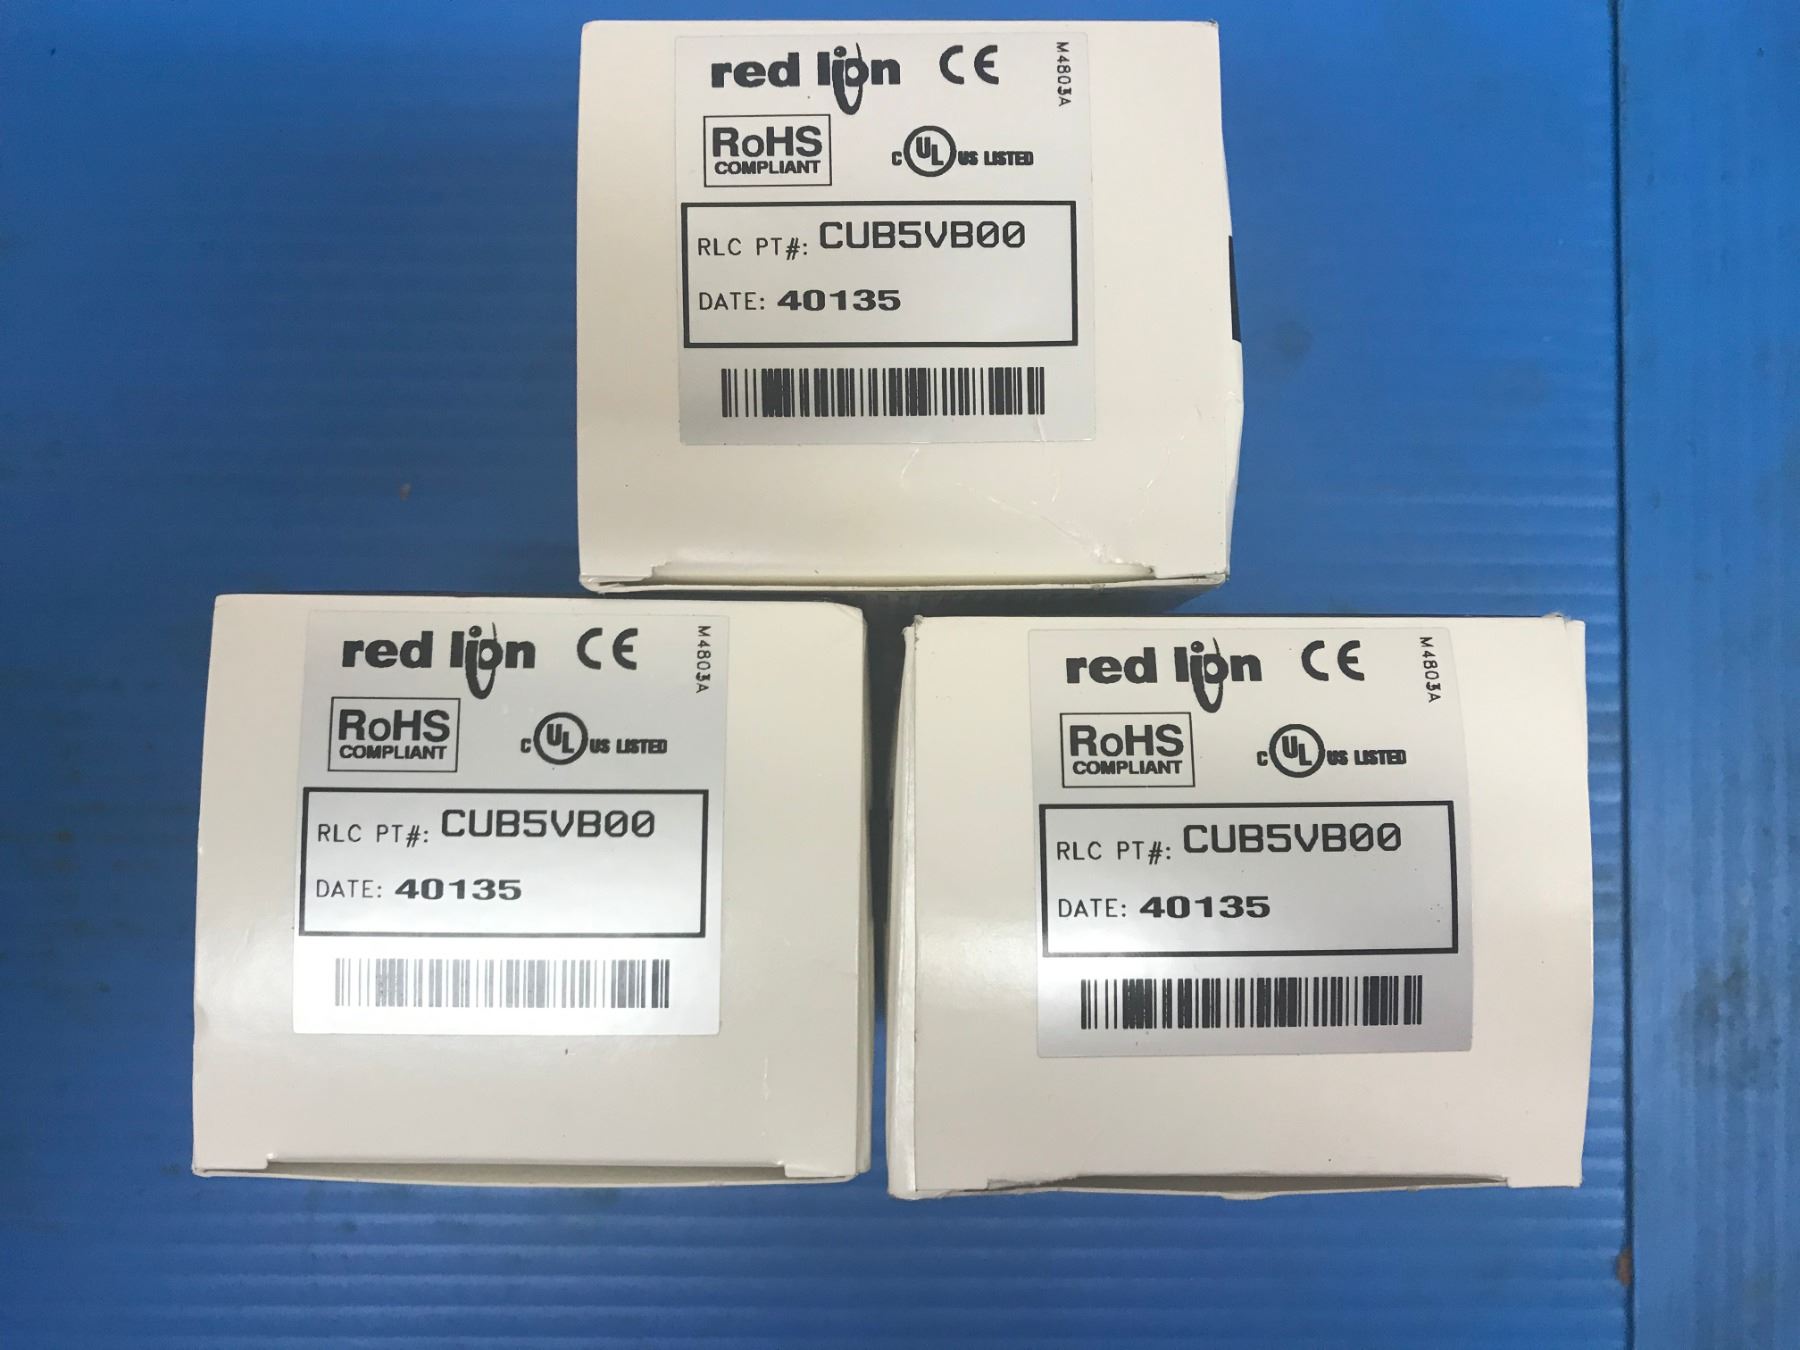 red lion CE
M4803A
RoHS
COMPLIANT
C UL US LISTED
RLC PT#: CUB5VB00
DATE: 40135
red lion CE
M4803A
RoHS
COMPLIANT
C UL US LISTED
RLC PT#: CUB5VB00
DATE: 40135
red lion CE
M4803A
RoHS
COMPLIANT
C UL US LISTED
RLC PT#: CUB5VB00
DATE: 40135